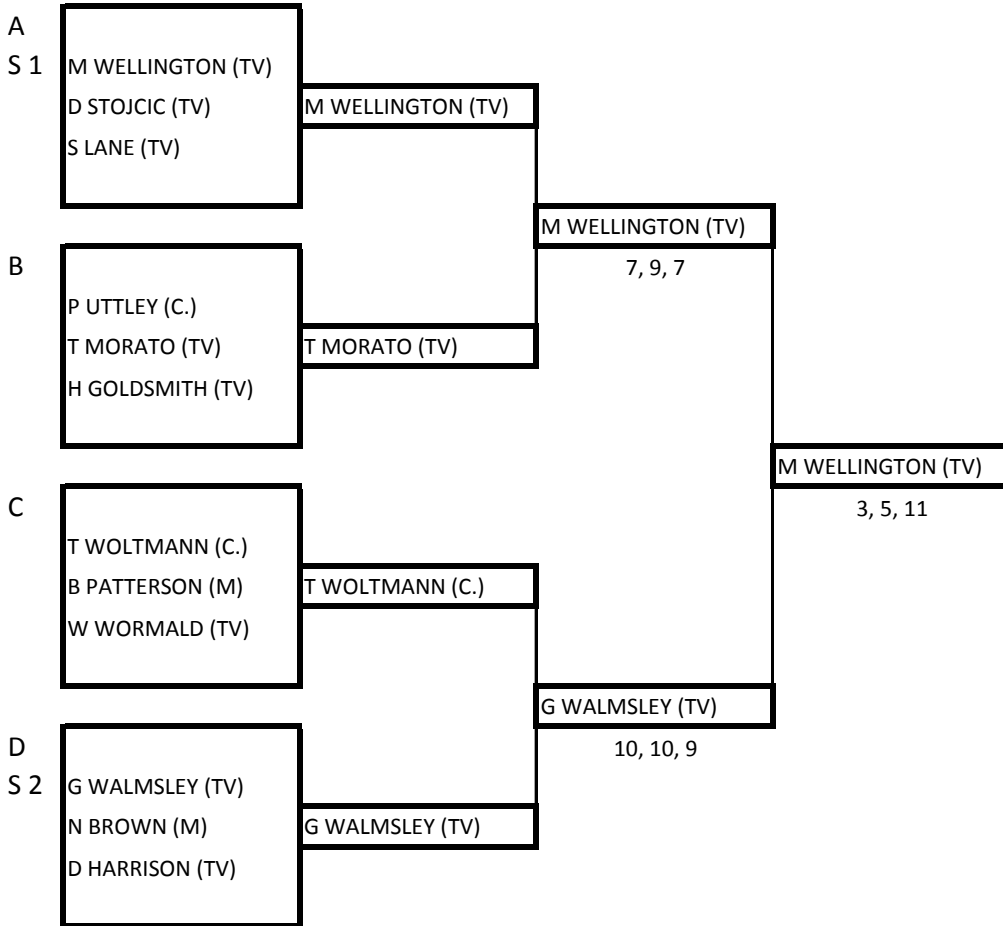 A
S 1
M WELLINGTON (TV)
D STOJCIC (TV)
S LANE (TV)
M WELLINGTON (TV)
M WELLINGTON (TV)
7, 9, 7
B
P UTTLEY (C.)
T MORATO (TV)
H GOLDSMITH (TV)
T MORATO (TV)
M WELLINGTON (TV)
3, 5, 11
C
T WOLTMANN (C.)
B PATTERSON (M)
W WORMALD (TV)
T WOLTMANN (C.)
G WALMSLEY (TV)
10, 10, 9
D
S 2
G WALMSLEY (TV)
N BROWN (M)
D HARRISON (TV)
G WALMSLEY (TV)